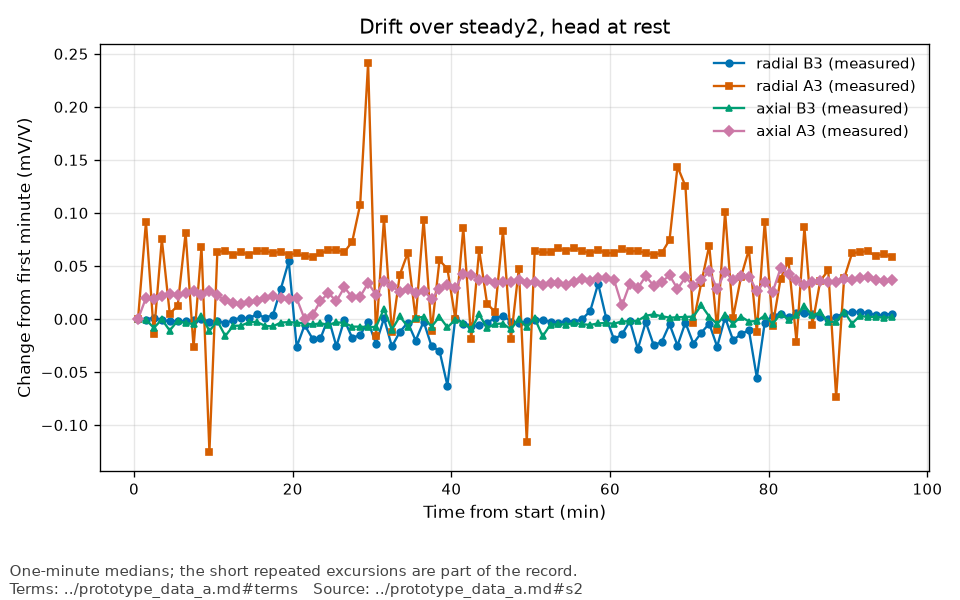 Drift over steady2, head at rest
Change from first minute (mV/V)
0.25
0.20
0.15
0.10
0.05
0.00
−0.05
−0.10
radial B3 (measured)
radial A3 (measured)
axial B3 (measured)
axial A3 (measured)
0 20 40 60 80 100
Time from start (min)
One-minute medians; the short repeated excursions are part of the record.
Terms: ../prototype_data_a.md#terms Source: ../prototype_data_a.md#s2